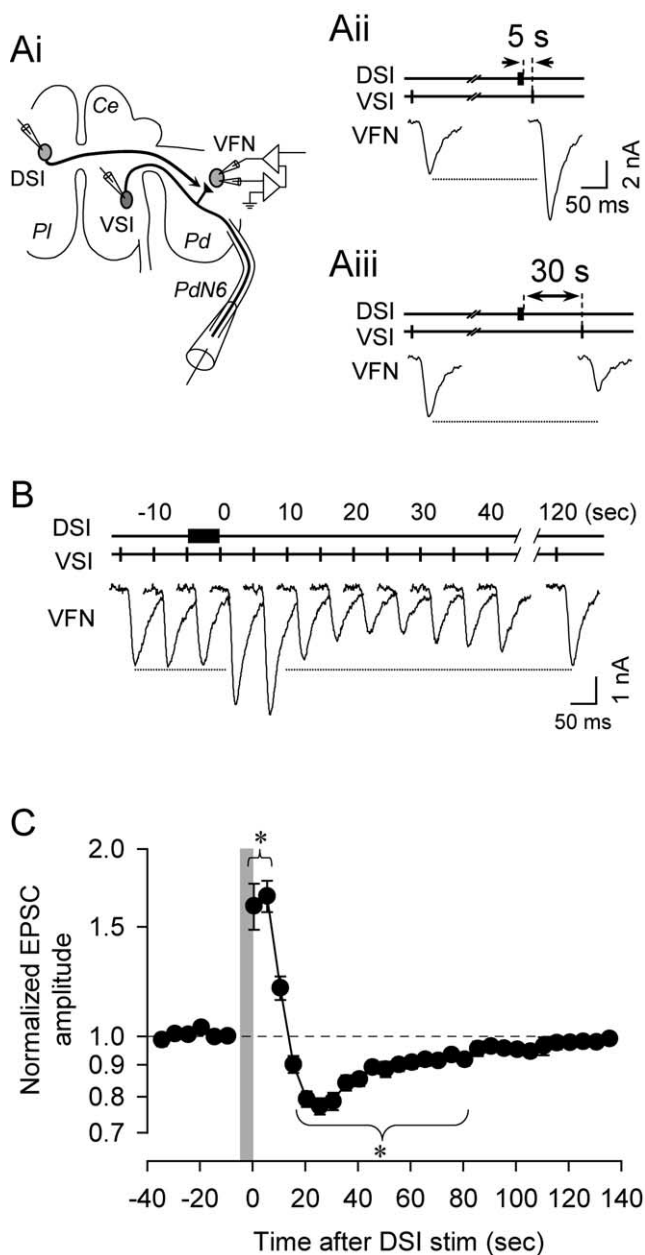 Ai
Ce
VFN
DSI
VSI
Pl
Pd
PdN6
Aii
5 s
DSI
VSI
VFN
2 nA
50 ms
Aiii
30 s
DSI
VSI
VFN
B
-10 0 10 20 30 40 120 (sec)
DSI
VSI
VFN
1 nA
50 ms
C
*
2.0
1.5
1.0
0.9
0.8
0.7
Normalized EPSC
amplitude
*
-40 -20 0 20 40 60 80 100 120 140
Time after DSI stim (sec)